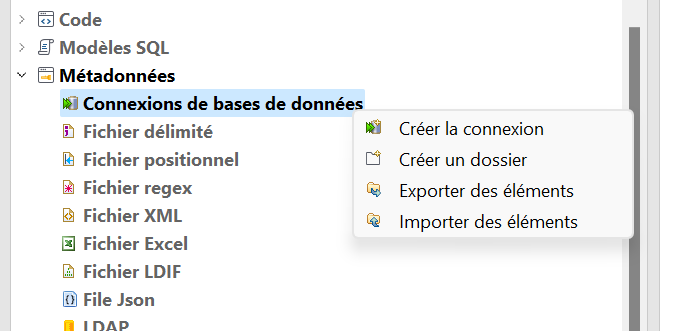 Code
Modèles SQL
Métadonnées
Connexions de bases de données
Fichier délimité
Fichier positionnel
Fichier regex
Fichier XML
Fichier Excel
Fichier LDIF
File Json
LDAP
Créer la connexion
Créer un dossier
Exporter des éléments
Importer des éléments